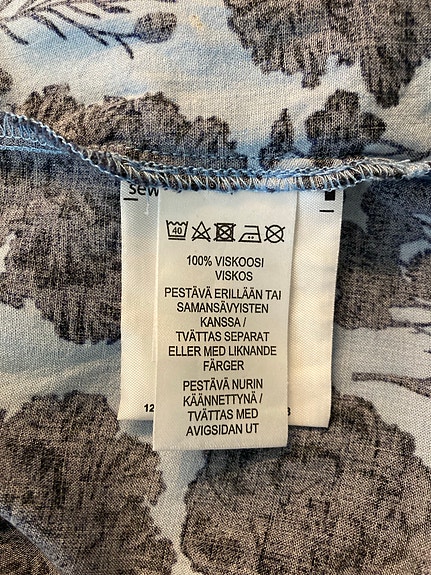 sew
40
100% VISKOOSI
VISKOS
PESTÄVÄ ERILLÄÄN TAI
SAMANSÄVYISTEN
KANSSA /
TVÄTTAS SEPARAT
ELLER MED LIKNANDE
FÄRGER
PESTÄVÄ NURIN
KÄÄNNETTYNÄ /
TVÄTTAS MED
AVIGSIDAN UT